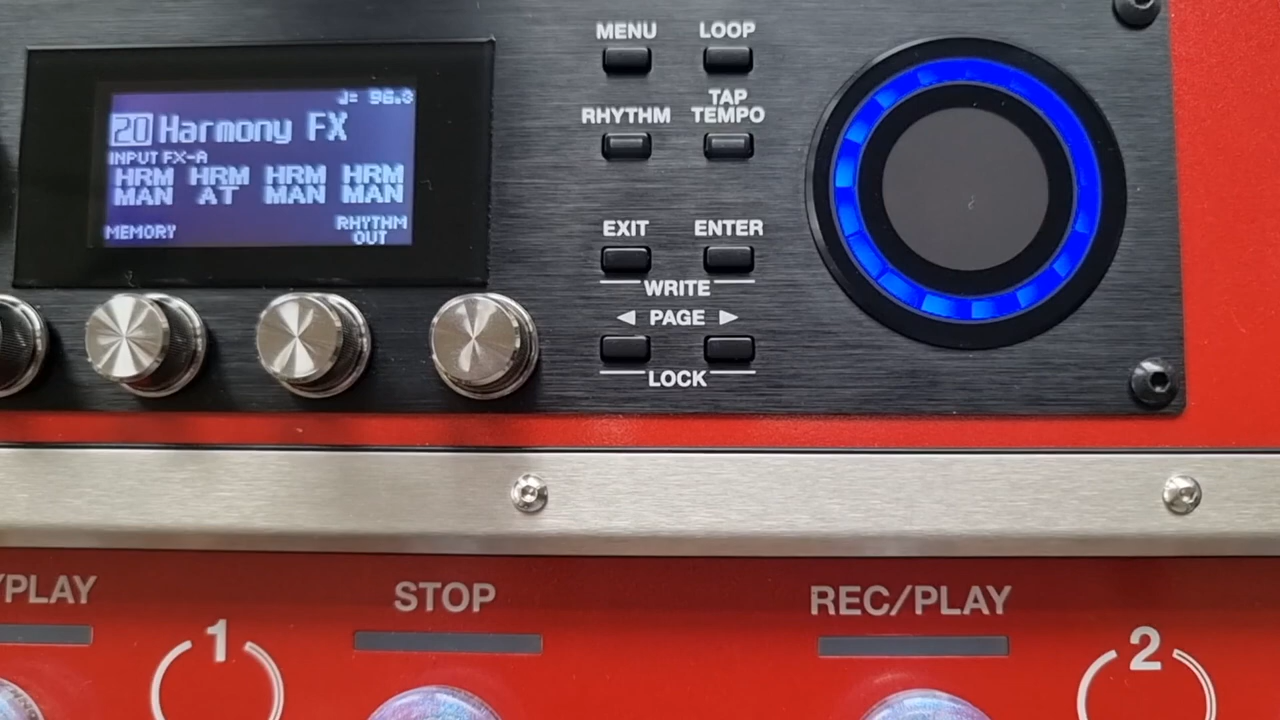 ♩= 96.3
20 Harmony FX
INPUT FX-A
HRM HRM HRM HRM
MAN AT MAN MAN
MEMORY RHYTHM
OUT
MENU LOOP
RHYTHM TAP
TEMPO
EXIT ENTER
WRITE
◄ PAGE ►
LOCK
/PLAY
1
STOP
REC/PLAY
2